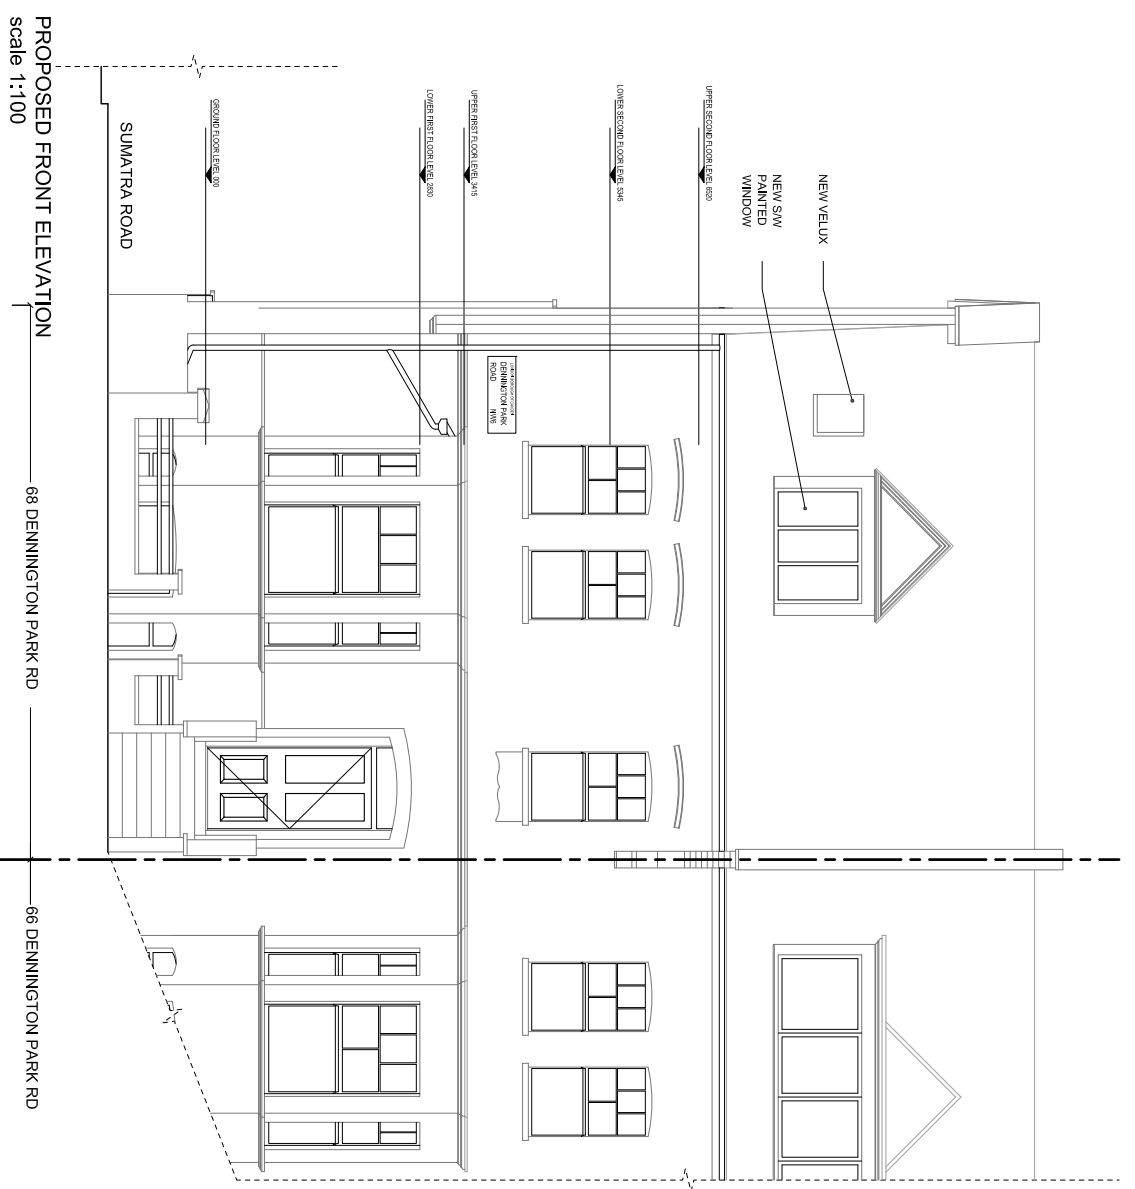 PROPOSED FRONT ELEVATION
scale 1:100
SUMATRA ROAD
GROUND FLOOR LEVEL 000
LOWER FIRST FLOOR LEVEL 2830
UPPER FIRST FLOOR LEVEL 3415
LOWER SECOND FLOOR LEVEL 5345
UPPER SECOND FLOOR LEVEL 6520
NEW S/W
PAINTED
WINDOW
NEW VELUX
DENNINGTON PARK
ROAD NW6
68 DENNINGTON PARK RD
66 DENNINGTON PARK RD